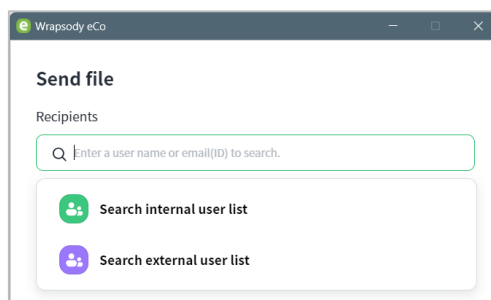 Wrapsody eCo
Send file
Recipients
Enter a user name or email(ID) to search.
Search internal user list
Search external user list